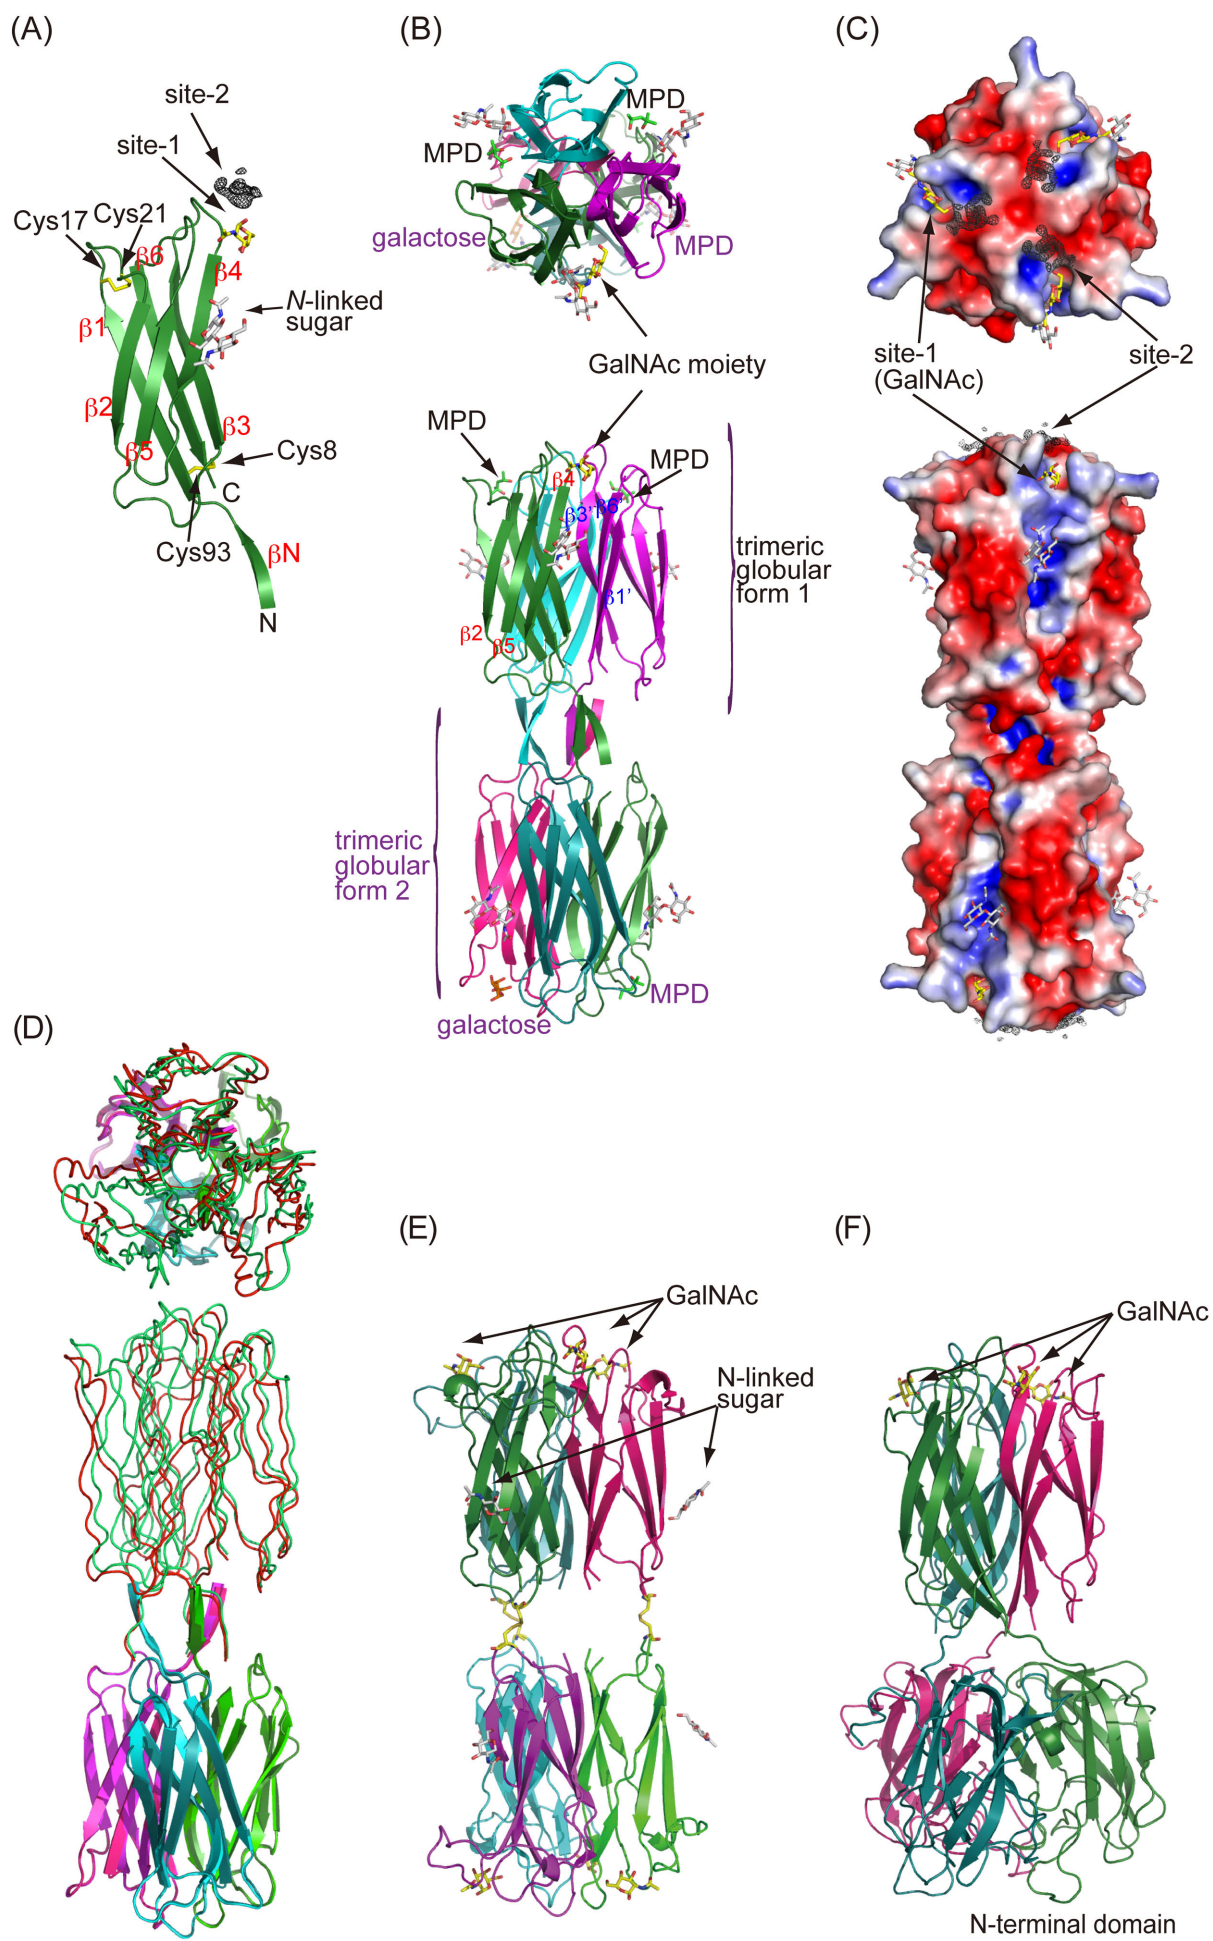 (A)
site-2
site-1
Cys17
Cys21
β6
β4
N-linked
sugar
β1
β2
β3
β5
Cys8
C
Cys93
βN
N
(B)
MPD
MPD
galactose
MPD
GalNAc moiety
MPD
MPD
β4
β3'
β6'
trimeric
globular
form 1
β1'
β2
β5
trimeric
globular
form 2
MPD
galactose
(C)
site-1
(GalNAc)
site-2
(D)
(E)
GalNAc
N-linked
sugar
(F)
GalNAc
N-terminal domain